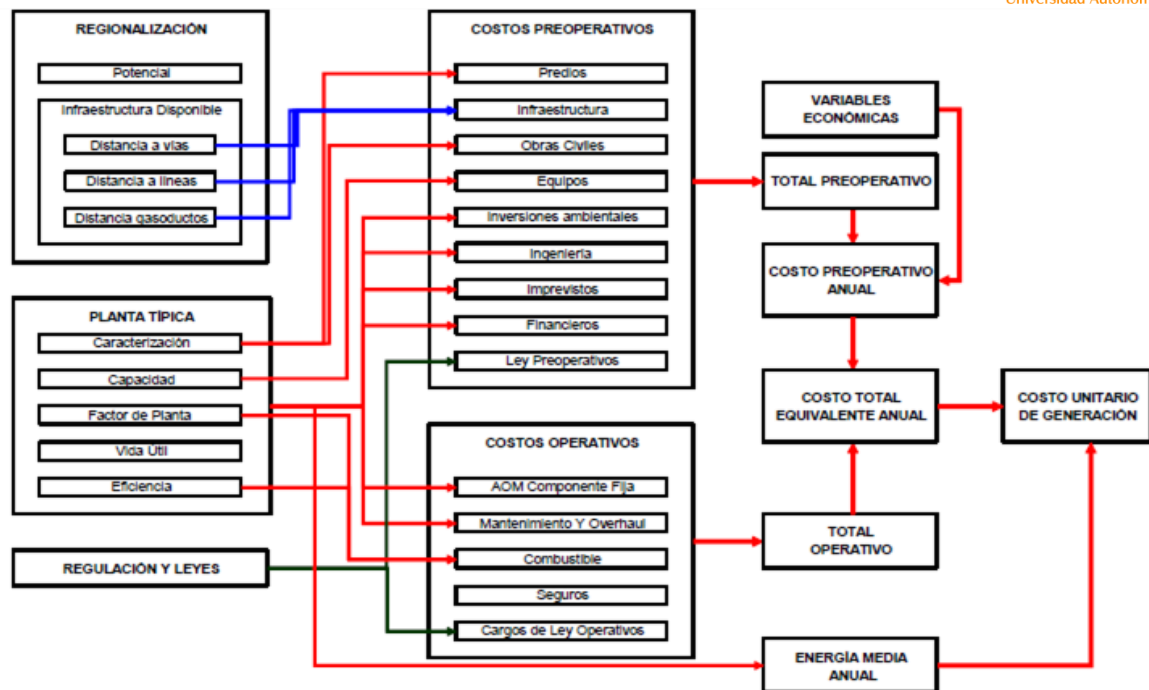 Universidad Autónom
REGIONALIZACIÓN
Potencial
Infraestructura Disponible
Distancia a vías
Distancia a líneas
Distancia gasoductos
PLANTA TÍPICA
Caracterización
Capacidad
Factor de Planta
Vida Útil
Eficiencia
REGULACIÓN Y LEYES
COSTOS PREOPERATIVOS
Predios
Infraestructura
Obras Civiles
Equipos
Inversiones ambientales
Ingeniería
Imprevistos
Financieros
Ley Preoperativos
COSTOS OPERATIVOS
AOM Componente Fija
Mantenimiento Y Overhaul
Combustible
Seguros
Cargos de Ley Operativos
VARIABLES
ECONÓMICAS
TOTAL PREOPERATIVO
COSTO PREOPERATIVO
ANUAL
COSTO TOTAL
EQUIVALENTE ANUAL
TOTAL
OPERATIVO
ENERGÍA MEDIA
ANUAL
COSTO UNITARIO
DE GENERACIÓN